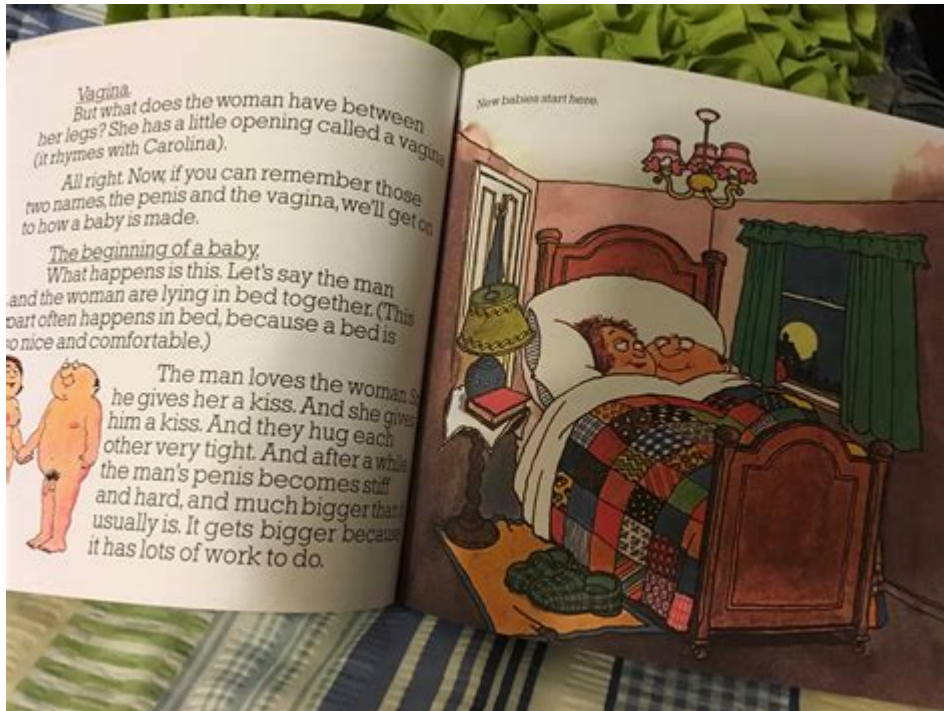 Vagina.
But what does the woman have between
her legs? She has a little opening called a vagina
(it rhymes with Carolina).
All right. Now, if you can remember those
two names, the penis and the vagina, we'll get on
to how a baby is made.
The beginning of a baby.
What happens is this. Let's say the man
and the woman are lying in bed together. (This
part often happens in bed, because a bed is
so nice and comfortable.)
The man loves the woman. So
he gives her a kiss. And she gives
him a kiss. And they hug each
other very tight. And after a while
the man's penis becomes stiff
and hard, and much bigger than it
usually is. It gets bigger because
it has lots of work to do.
New babies start here.